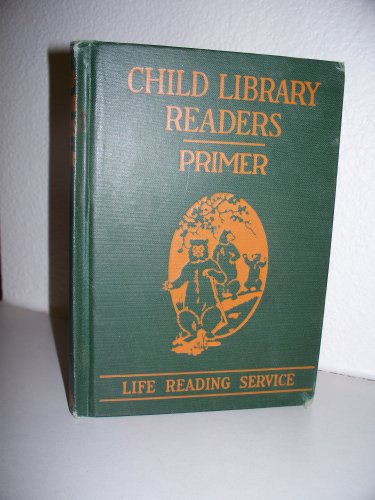 CHILD LIBRARY
READERS
PRIMER
LIFE READING SERVICE